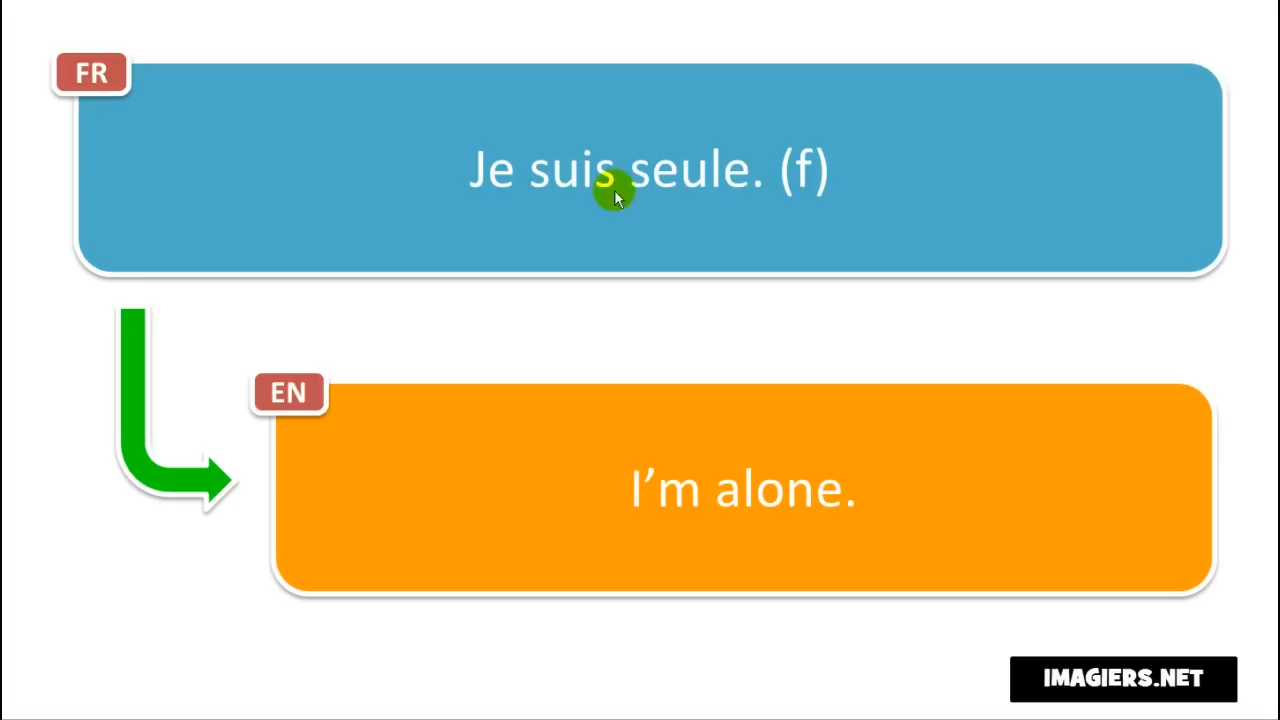 FR
Je suis seule. (f)
EN
I’m alone.
IMAGIERS.NET